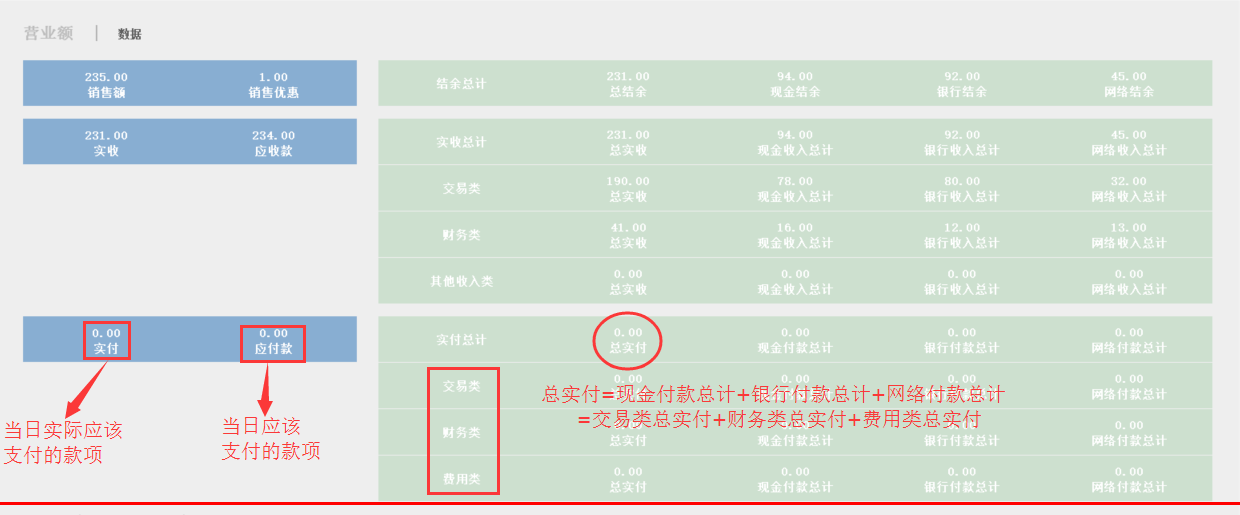 营业额 | 数据
235.00 1.00
销售额 销售优惠
231.00 94.00 92.00 45.00
结余总计 总结余 现金结余 银行结余 网络结余
231.00 234.00
实收 应收款
231.00 94.00 92.00 45.00
实收总计 总实收 现金收入总计 银行收入总计 网络收入总计
190.00 78.00 80.00 32.00
交易类 总实收 现金收入总计 银行收入总计 网络收入总计
41.00 16.00 12.00 13.00
财务类 总实收 现金收入总计 银行收入总计 网络收入总计
0.00 0.00 0.00 0.00
其他收入类 总实收 现金收入总计 银行收入总计 网络收入总计
0.00 0.00
实付 应付款
0.00 0.00 0.00 0.00
实付总计 总实付 现金付款总计 银行付款总计 网络付款总计
0.00 0.00 0.00 0.00
交易类 网络付款总计
总实付=现金付款总计+银行付款总计+网络付款总计
=交易类总实付+财务类总实付+费用类总实付
当日实际应该
支付的款项
当日应该
支付的款项
0.00
财务类 总实付 现金付款总计 银行付款总计 网络付款总计
0.00 0.00 0.00 0.00
费用类 总实付 现金付款总计 银行付款总计 网络付款总计